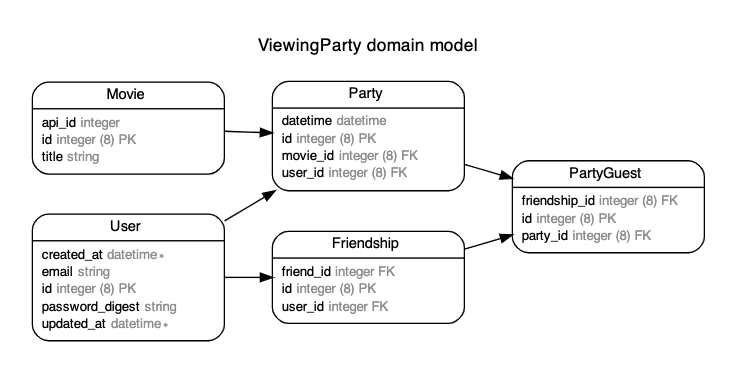 ViewingParty domain model
Movie
api_id integer
id integer (8) PK
title string
Party
datetime datetime
id integer (8) PK
movie_id integer (8) FK
user_id integer (8) FK
PartyGuest
friendship_id integer (8) FK
id integer (8) PK
party_id integer (8) FK
User
created_at datetime*
email string
id integer (8) PK
password_digest string
updated_at datetime*
Friendship
friend_id integer FK
id integer (8) PK
user_id integer FK